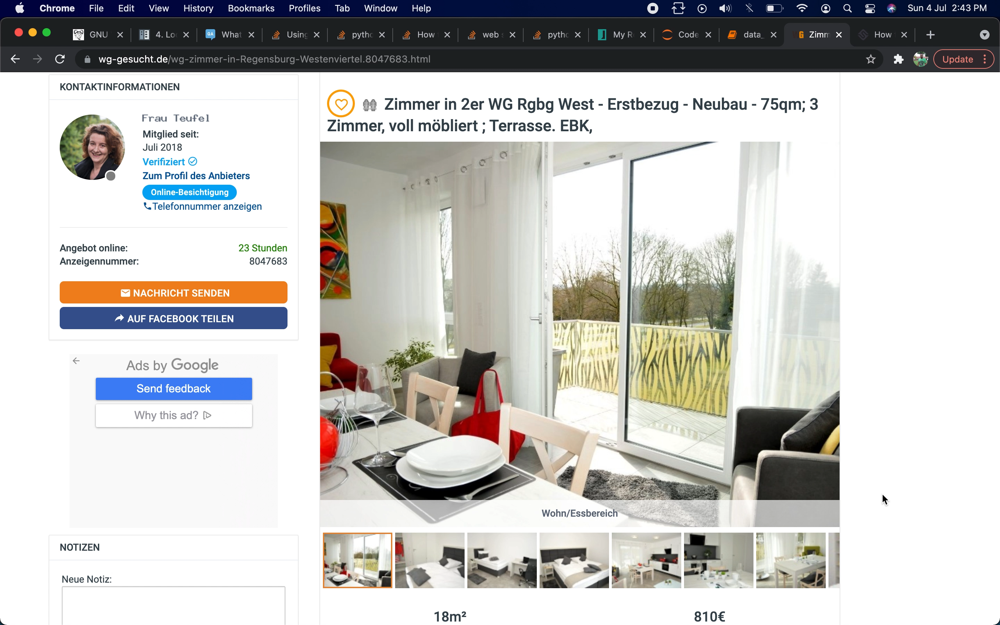 Chrome File Edit View History Bookmarks Profiles Tab Window Help Sun 4 Jul 2:43 PM
GNU 4. Lo What Using How web pytho My R Code data_ Zimm How
wg-gesucht.de/wg-zimmer-in-Regensburg-Westenviertel.8047683.html Update
KONTAKTINFORMATIONEN
Frau Teufel
Mitglied seit:
Juli 2018
Verifiziert
Zum Profil des Anbieters
Online-Besichtigung
Telefonnummer anzeigen
Angebot online: 23 Stunden
Anzeigennummer: 8047683
NACHRICHT SENDEN
AUF FACEBOOK TEILEN
Ads by Google
Send feedback
Why this ad?
NOTIZEN
Neue Notiz:
Zimmer in 2er WG Rgbg West - Erstbezug - Neubau - 75qm; 3
Zimmer, voll möbliert ; Terrasse. EBK,
Wohn/Essbereich
18m² 810€